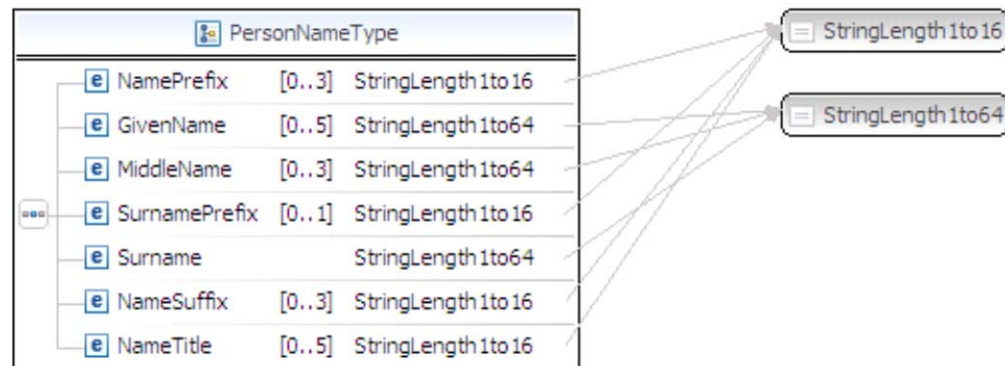 PersonNameType
e NamePrefix [0..3] StringLength1to16
e GivenName [0..5] StringLength1to64
e MiddleName [0..3] StringLength1to64
e SurnamePrefix [0..1] StringLength1to16
e Surname StringLength1to64
e NameSuffix [0..3] StringLength1to16
e NameTitle [0..5] StringLength1to16
StringLength1to16
StringLength1to64